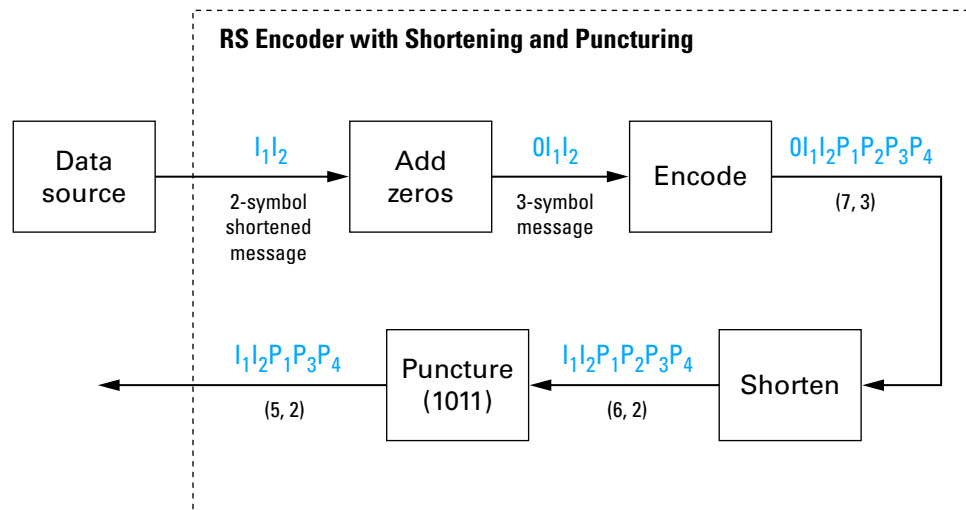 RS Encoder with Shortening and Puncturing
Data
source
I₁I₂
2-symbol
shortened
message
Add
zeros
0I₁I₂
3-symbol
message
Encode
0I₁I₂P₁P₂P₃P₄
(7, 3)
Shorten
I₁I₂P₁P₂P₃P₄
(6, 2)
Puncture
(1011)
I₁I₂P₁P₃P₄
(5, 2)